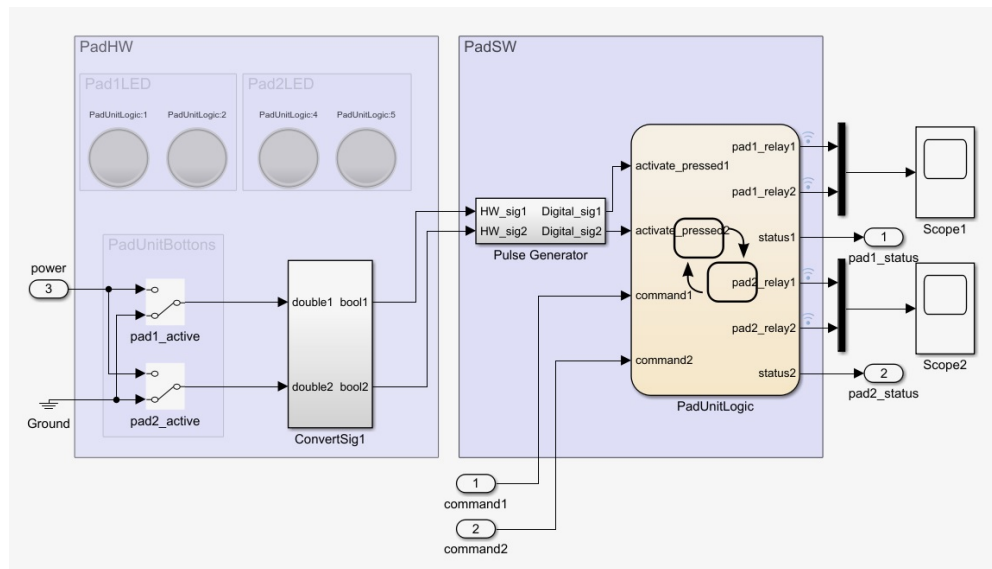 PadHW
Pad1LED
PadUnitLogic:1
PadUnitLogic:2
Pad2LED
PadUnitLogic:4
PadUnitLogic:5
PadUnitBottons
power
3
pad1_active
pad2_active
Ground
double1
bool1
double2
bool2
ConvertSig1
PadSW
HW_sig1
Digital_sig1
HW_sig2
Digital_sig2
Pulse Generator
activate_pressed1
activate_pressed2
command1
command2
pad1_relay1
pad1_relay2
status1
pad2_relay1
pad2_relay2
status2
PadUnitLogic
1
command1
2
command2
Scope1
1
pad1_status
Scope2
2
pad2_status